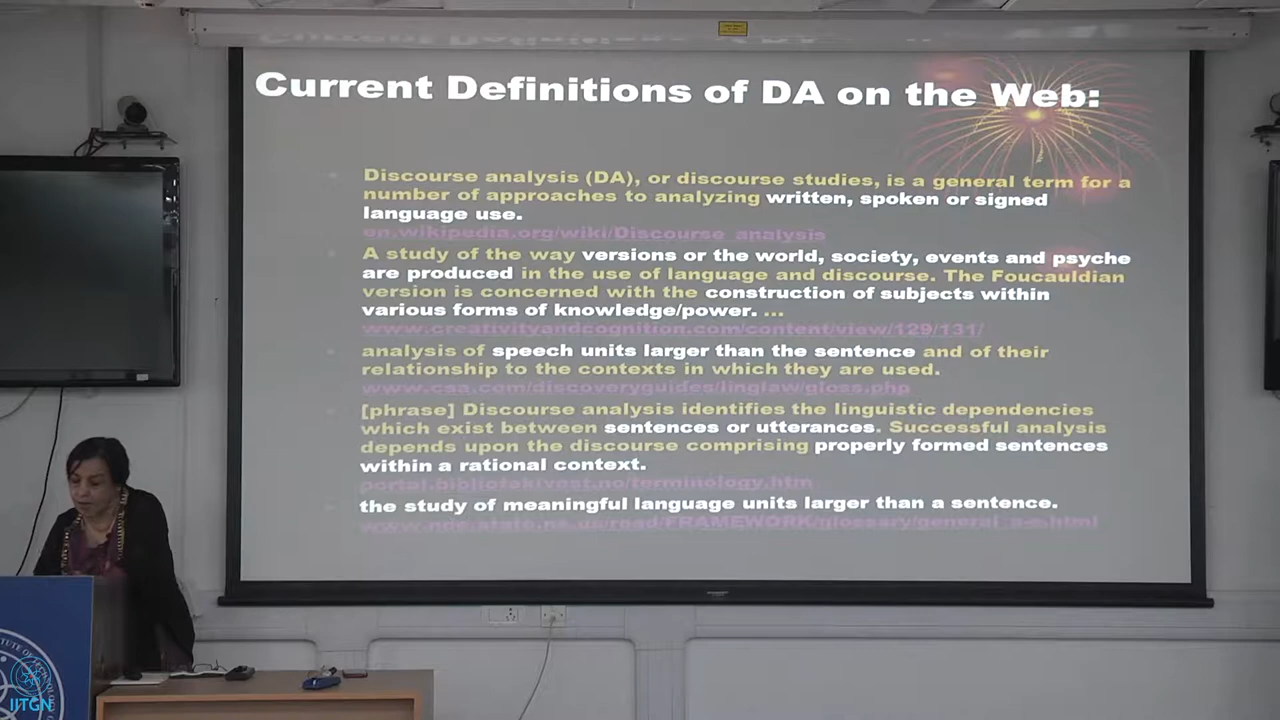 Current Definitions of DA on the Web:
Discourse analysis (DA), or discourse studies, is a general term for a
number of approaches to analyzing written, spoken or signed
language use.
en.wikipedia.org/wiki/Discourse_analysis
A study of the way versions or the world, society, events and psyche
are produced in the use of language and discourse. The Foucauldian
version is concerned with the construction of subjects within
various forms of knowledge/power. ...
www.creativityandcognition.com/content/view/129/131/
analysis of speech units larger than the sentence and of their
relationship to the contexts in which they are used.
www.csa.com/discoveryguides/linglaw/gloss.php
[phrase] Discourse analysis identifies the linguistic dependencies
which exist between sentences or utterances. Successful analysis
depends upon the discourse comprising properly formed sentences
within a rational context.
the study of meaningful language units larger than a sentence.
IITGN